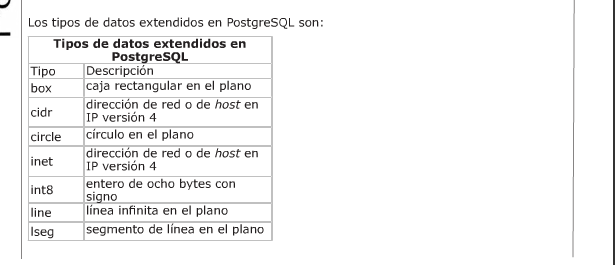 Los tipos de datos extendidos en PostgreSQL son:
Tipos de datos extendidos en
PostgreSQL
Tipo Descripción
box caja rectangular en el plano
cidr dirección de red o de host en
IP versión 4
circle círculo en el plano
inet dirección de red o de host en
IP versión 4
int8 entero de ocho bytes con
signo
line línea infinita en el plano
lseg segmento de línea en el plano